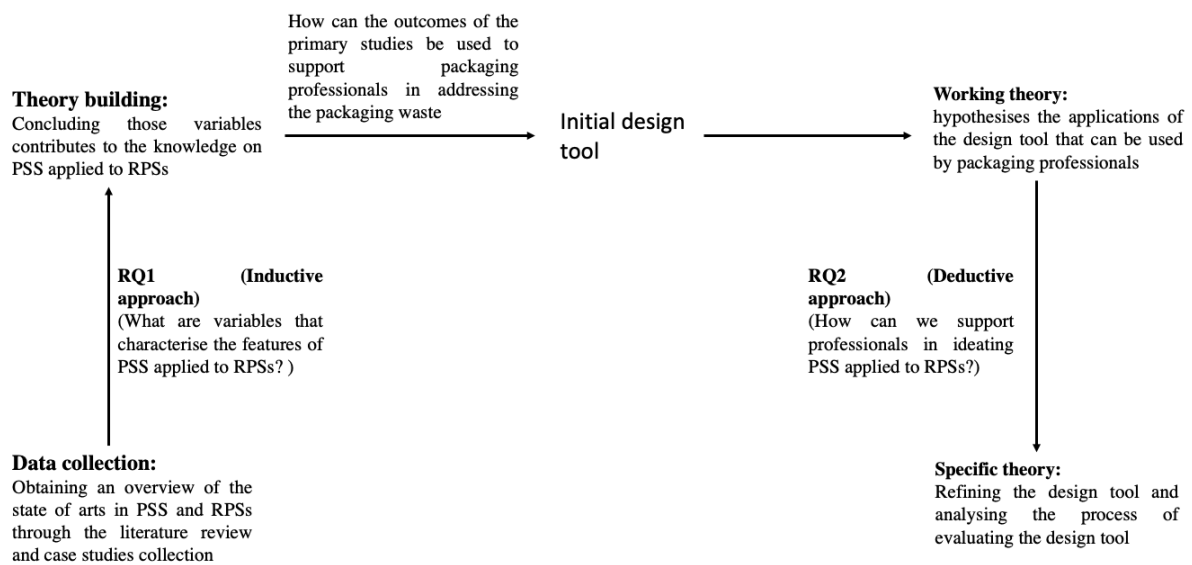 How can the outcomes of the
primary studies be used to
support packaging
professionals in addressing
the packaging waste
Theory building:
Concluding those variables
contributes to the knowledge on
PSS applied to RPSs
Initial design
tool
Working theory:
hypothesises the applications of
the design tool that can be used
by packaging professionals
RQ1 (Inductive
approach)
(What are variables that
characterise the features of
PSS applied to RPSs? )
RQ2 (Deductive
approach)
(How can we support
professionals in ideating
PSS applied to RPSs?)
Data collection:
Obtaining an overview of the
state of arts in PSS and RPSs
through the literature review
and case studies collection
Specific theory:
Refining the design tool and
analysing the process of
evaluating the design tool